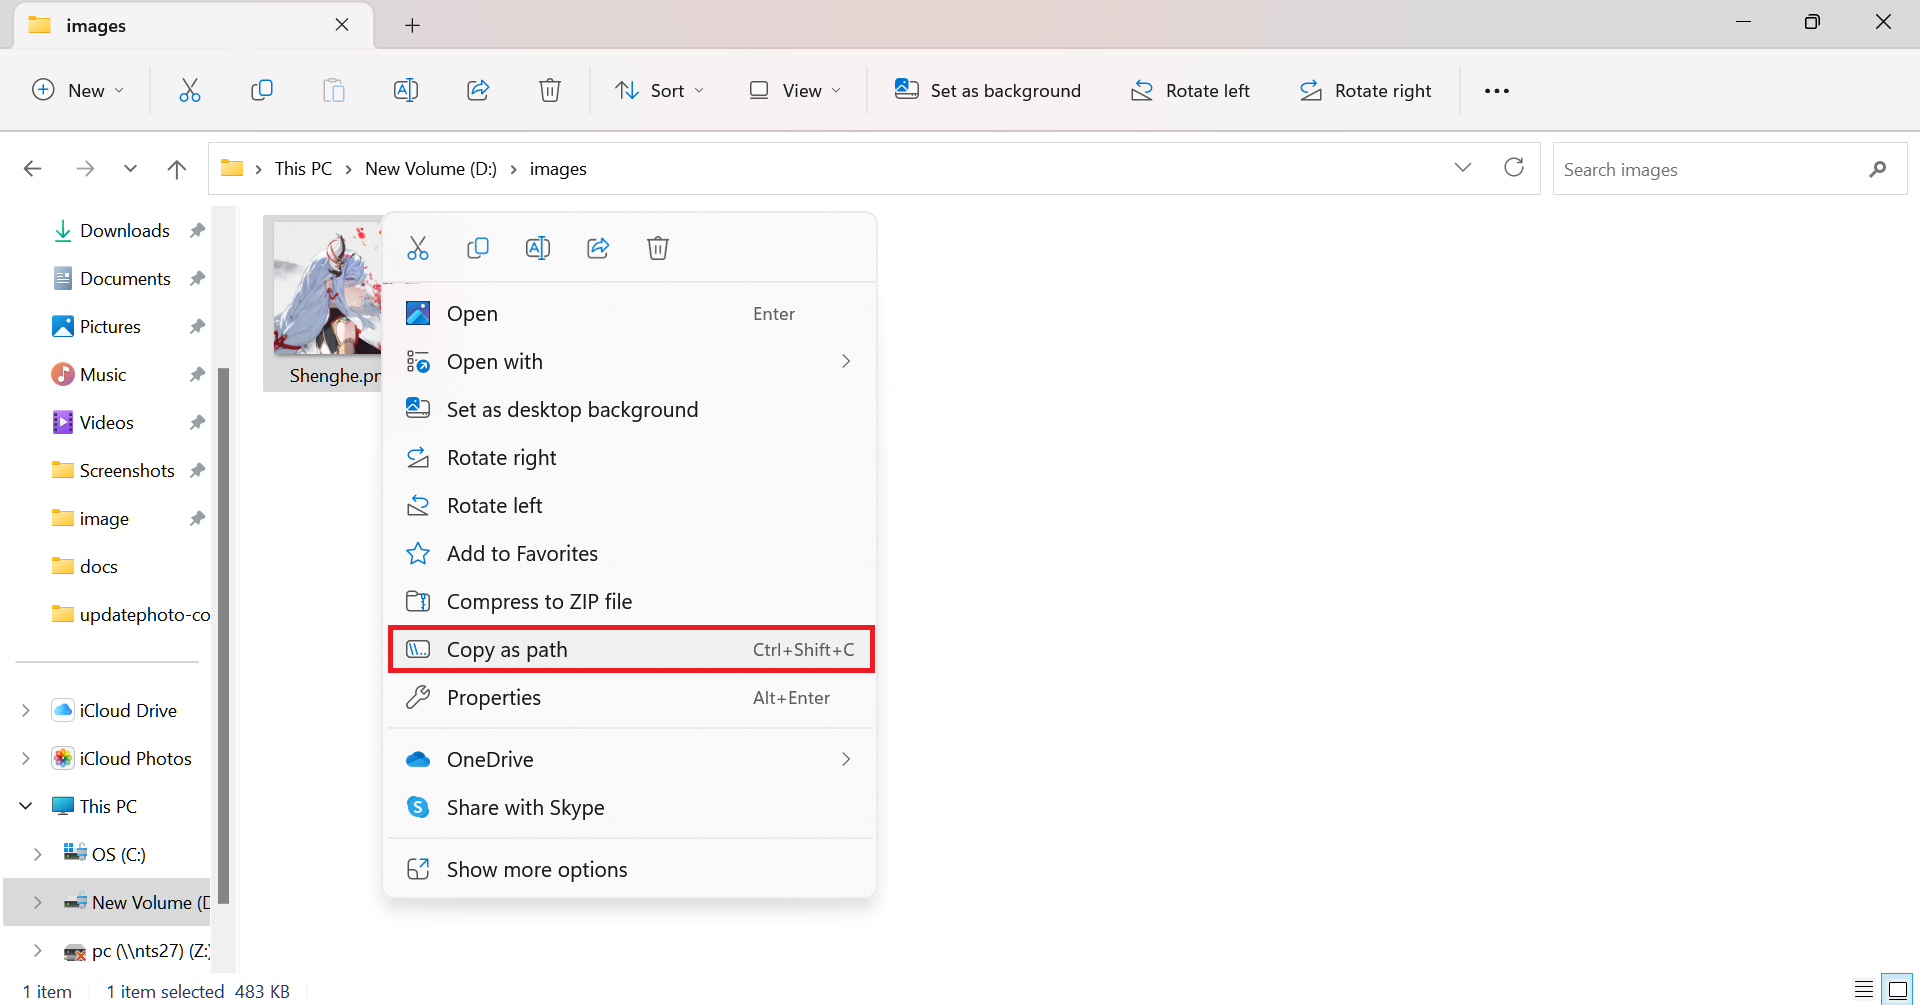 images
New
Sort
View
Set as background
Rotate left
Rotate right
This PC
New Volume (D:)
images
Search images
Downloads
Documents
Pictures
Music
Videos
Screenshots
image
docs
updatephoto-co
iCloud Drive
iCloud Photos
This PC
OS (C:)
New Volume (D
pc (\\nts27) (Z:)
Shenghe.pn
Open Enter
Open with
Set as desktop background
Rotate right
Rotate left
Add to Favorites
Compress to ZIP file
Copy as path Ctrl+Shift+C
Properties Alt+Enter
OneDrive
Share with Skype
Show more options
1 item 1 item selected 483 KB